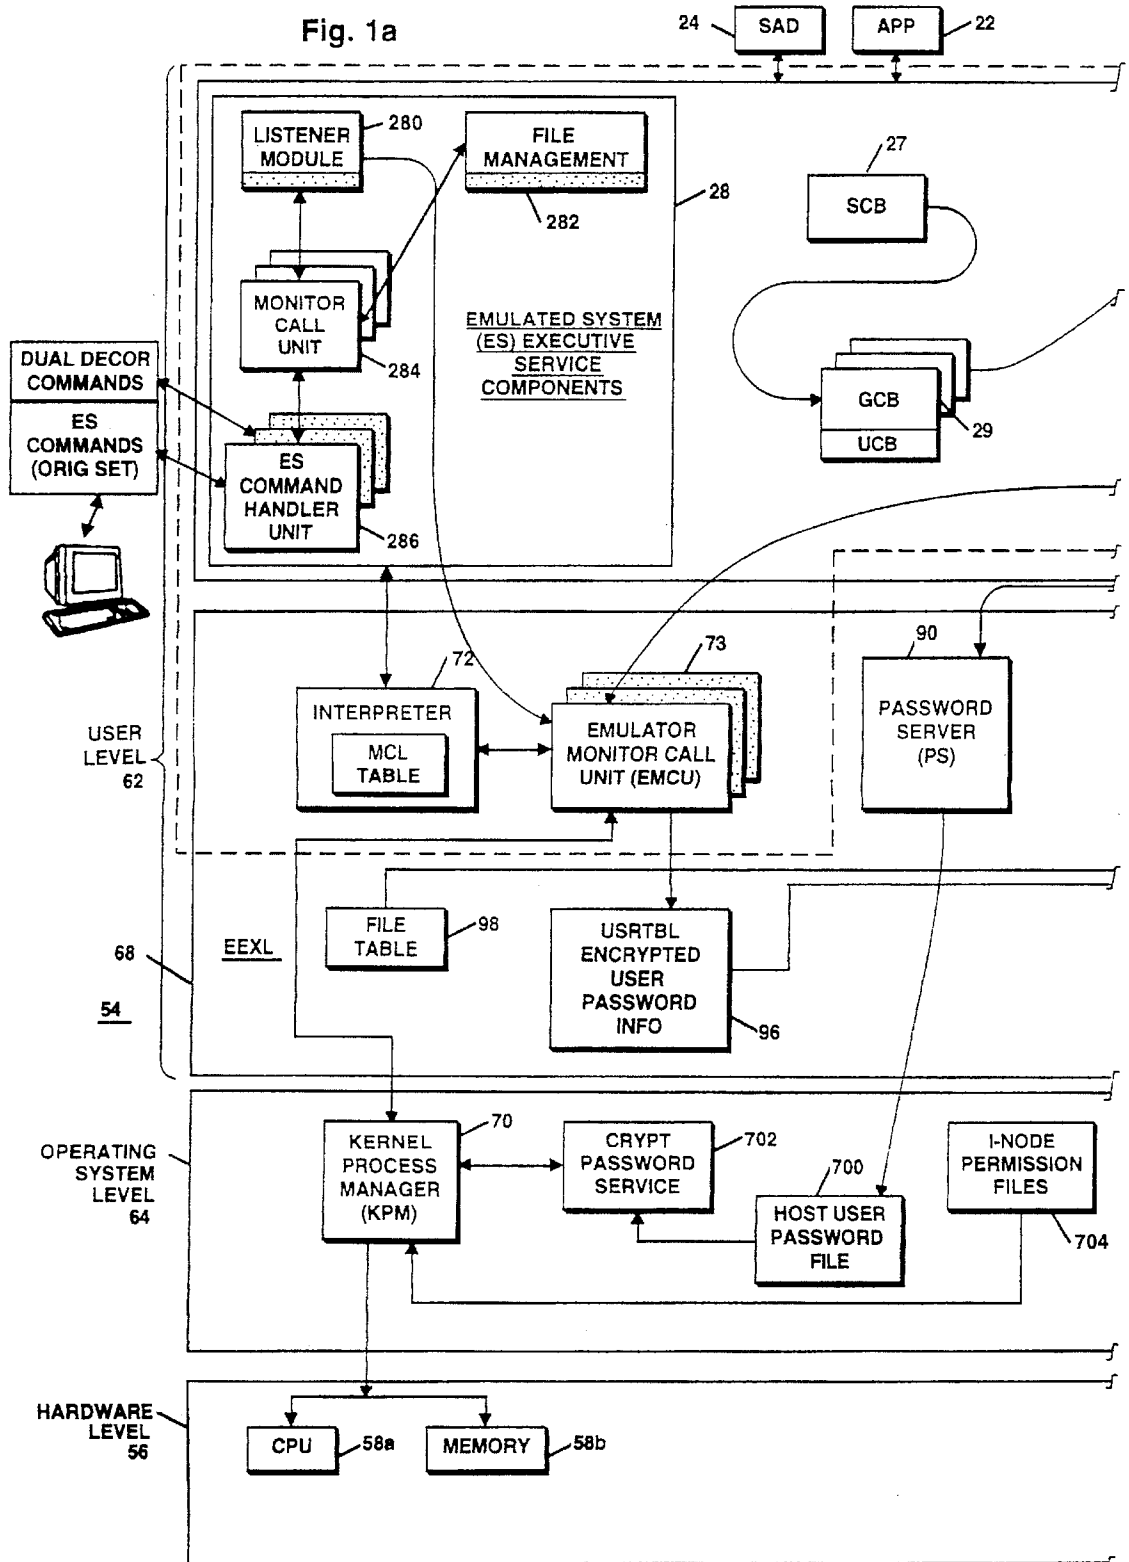 Fig. 1a
24
SAD
APP
22
LISTENER
MODULE
280
FILE
MANAGEMENT
282
28
27
SCB
MONITOR
CALL
UNIT
284
EMULATED SYSTEM
(ES) EXECUTIVE
SERVICE
COMPONENTS
DUAL DECOR
COMMANDS
ES
COMMANDS
(ORIG SET)
GCB
UCB
29
ES
COMMAND
HANDLER
UNIT
286
72
73
90
INTERPRETER
MCL
TABLE
EMULATOR
MONITOR CALL
UNIT (EMCU)
PASSWORD
SERVER
(PS)
USER
LEVEL
62
FILE
TABLE
98
EEXL
USRTBL
ENCRYPTED
USER
PASSWORD
INFO
96
68
54
OPERATING
SYSTEM
LEVEL
64
KERNEL
PROCESS
MANAGER
(KPM)
70
CRYPT
PASSWORD
SERVICE
702
700
HOST USER
PASSWORD
FILE
I-NODE
PERMISSION
FILES
704
HARDWARE
LEVEL
56
CPU
58a
MEMORY
58b